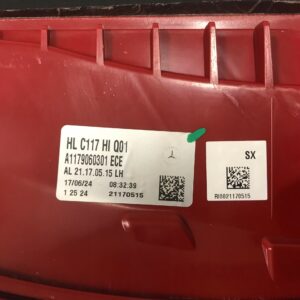 HL C117 HI Q01
A1179060301 ECE
AL 21.17.05.15 LH
17/06/24 08:32:39
1 25 24 21170515
SX